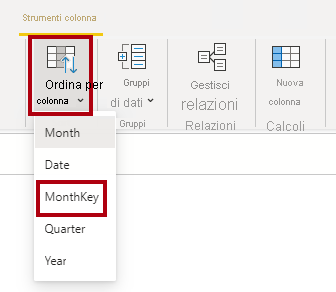 Strumenti colonna
Ordina per
colonna
Gruppi
di dati
Gruppi
Gestisci
relazioni
Relazioni
Nuova
colonna
Calcoli
Month
Date
MonthKey
Quarter
Year